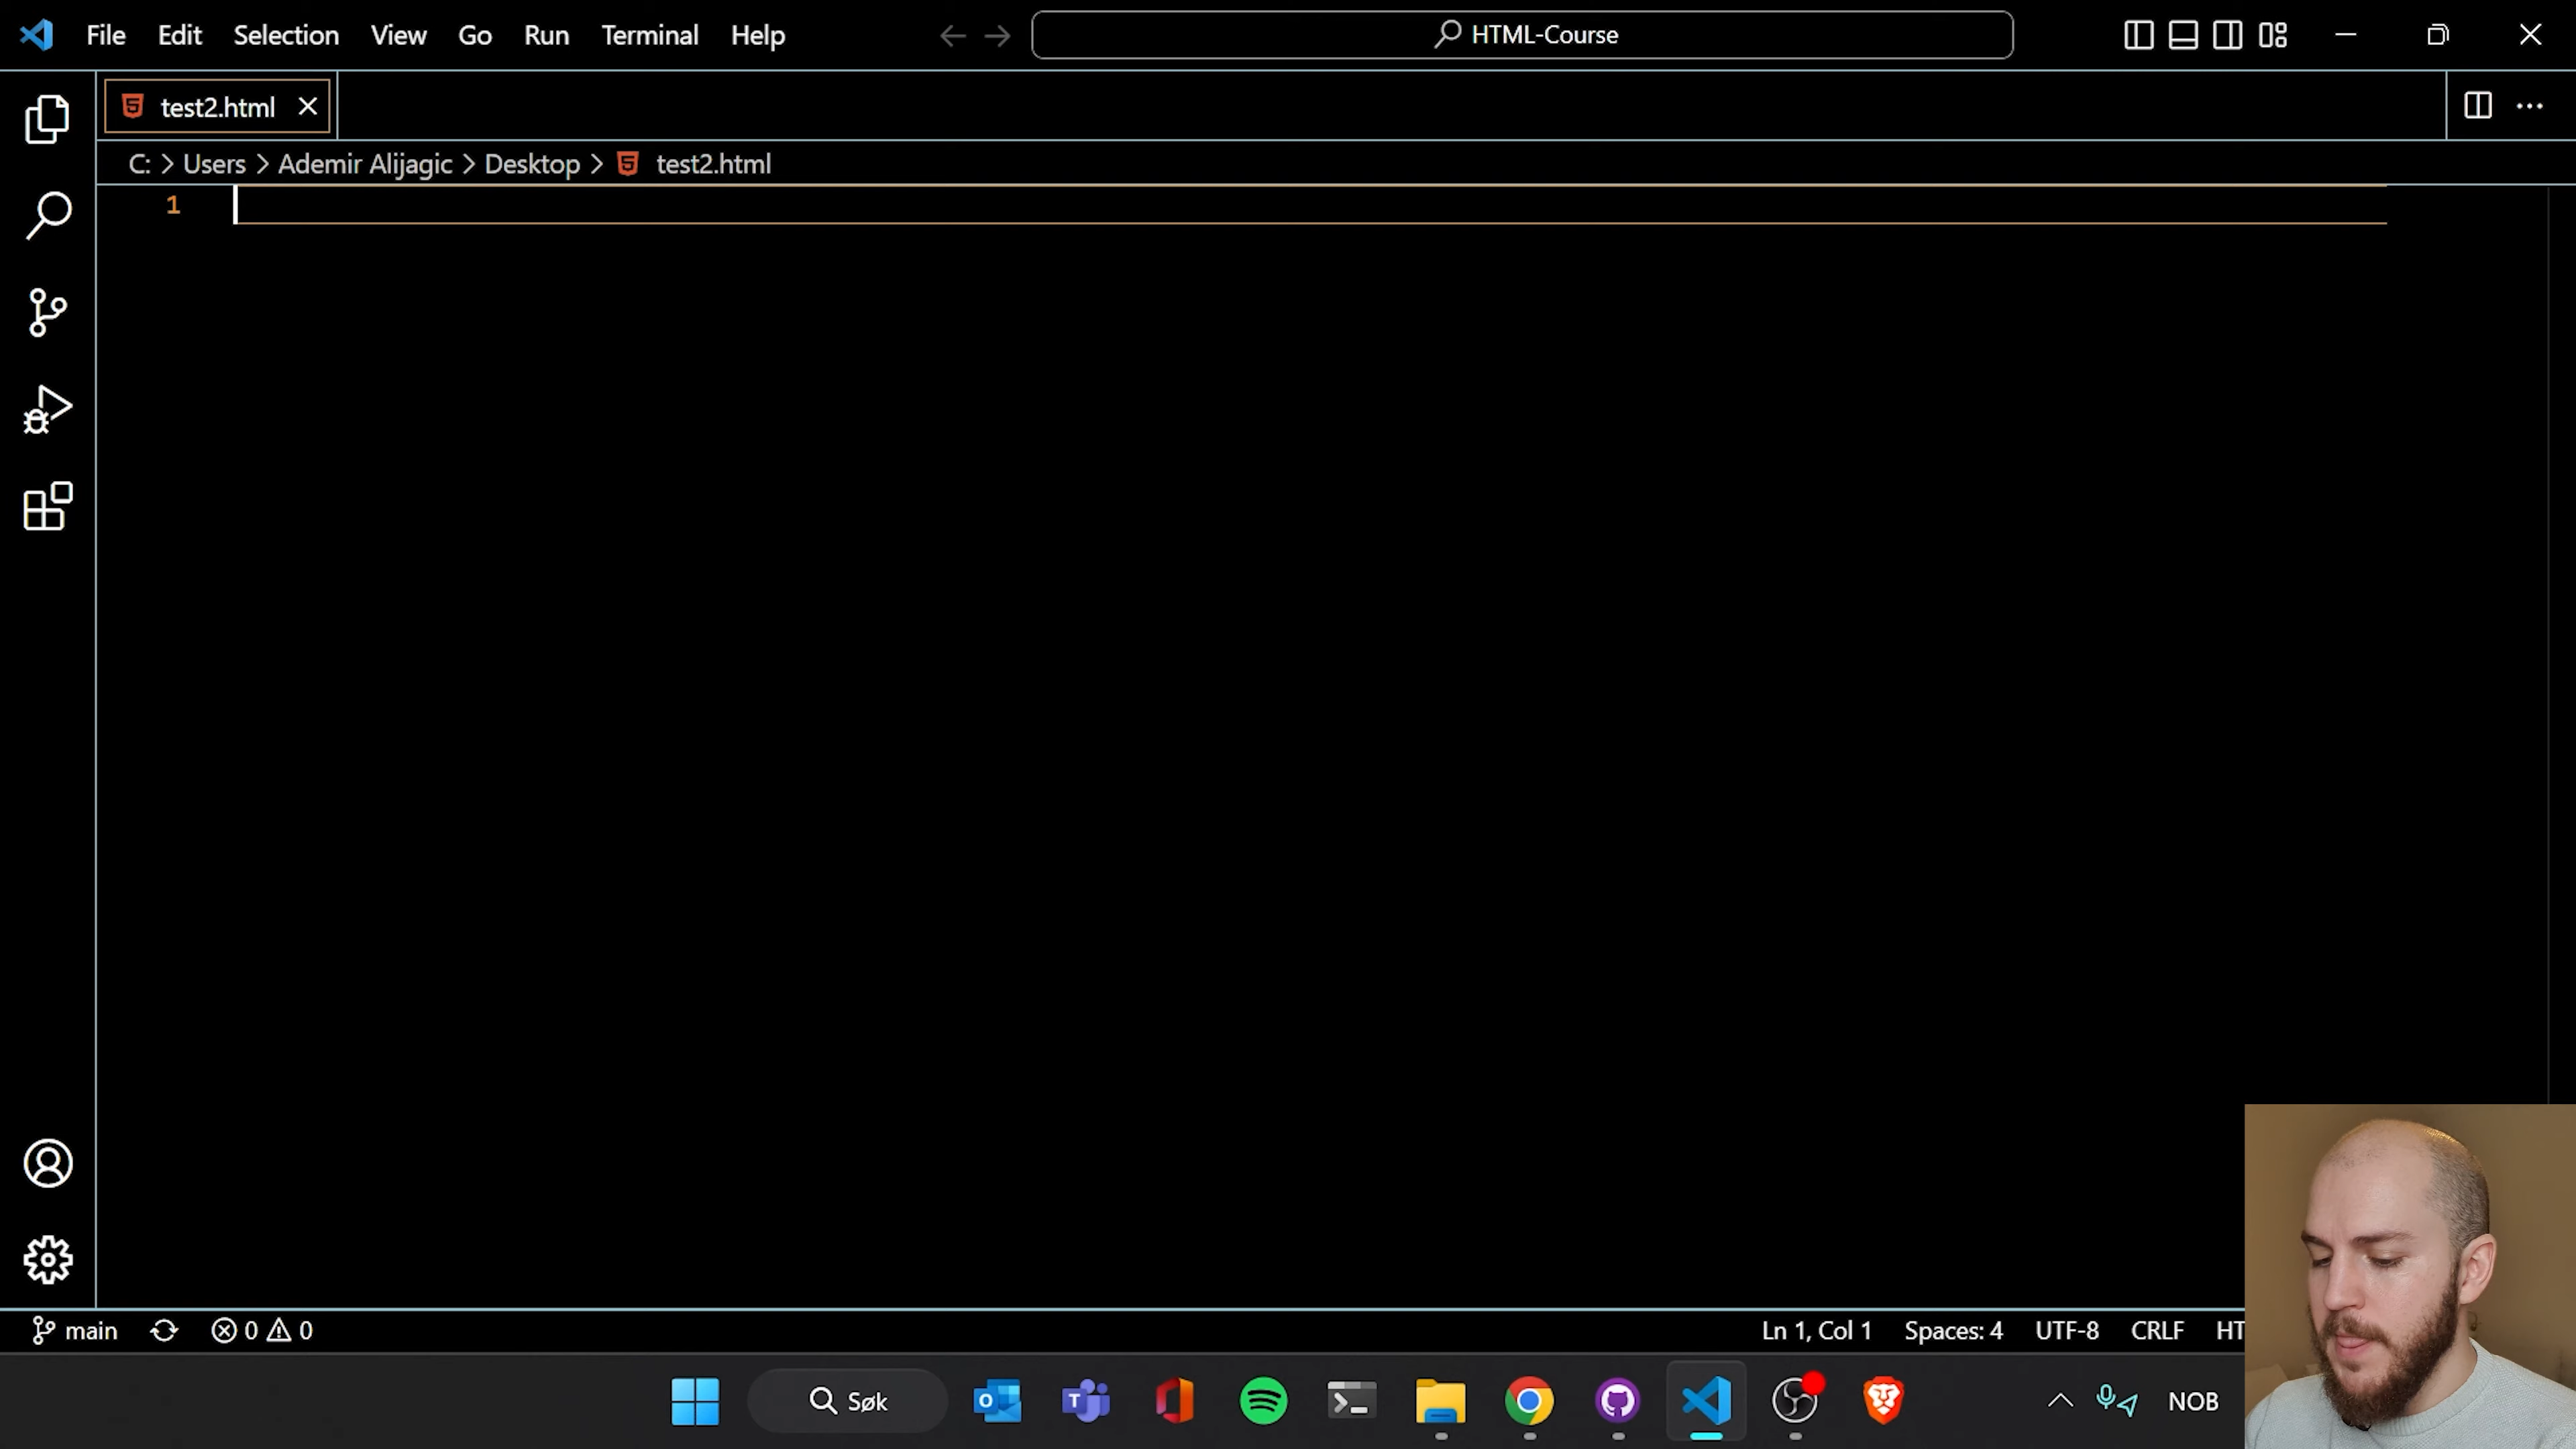 File Edit Selection View Go Run Terminal Help HTML-Course
test2.html
C: > Users > Ademir Alijagic > Desktop > test2.html
1
main 0 0 Ln 1, Col 1 Spaces: 4 UTF-8 CRLF HT
Søk NOB